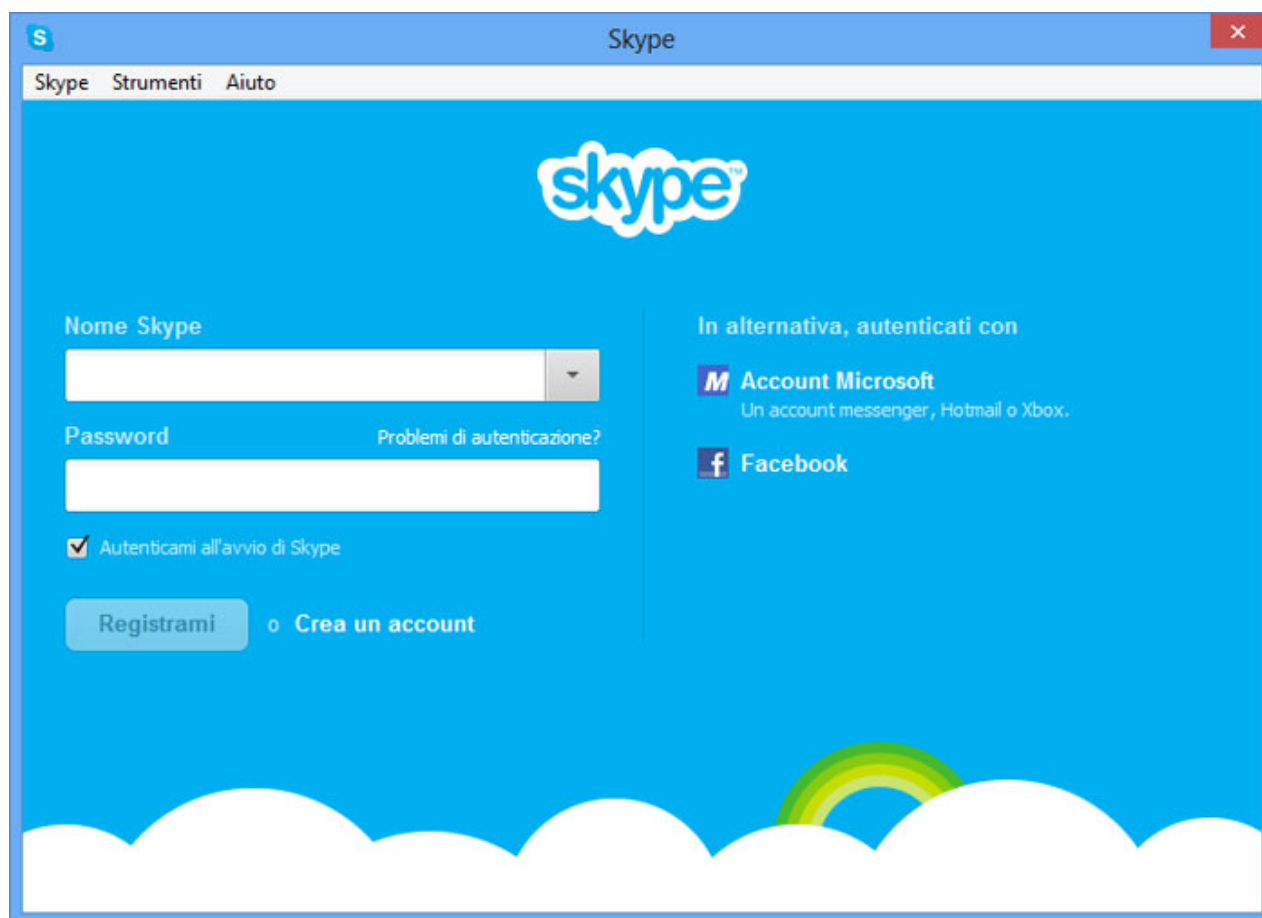 S
Skype
Skype Strumenti Aiuto
skype™
Nome Skype
Password
Problemi di autenticazione?
Autenticami all'avvio di Skype
Registrami o Crea un account
In alternativa, autenticati con
M Account Microsoft
Un account messenger, Hotmail o Xbox.
f Facebook